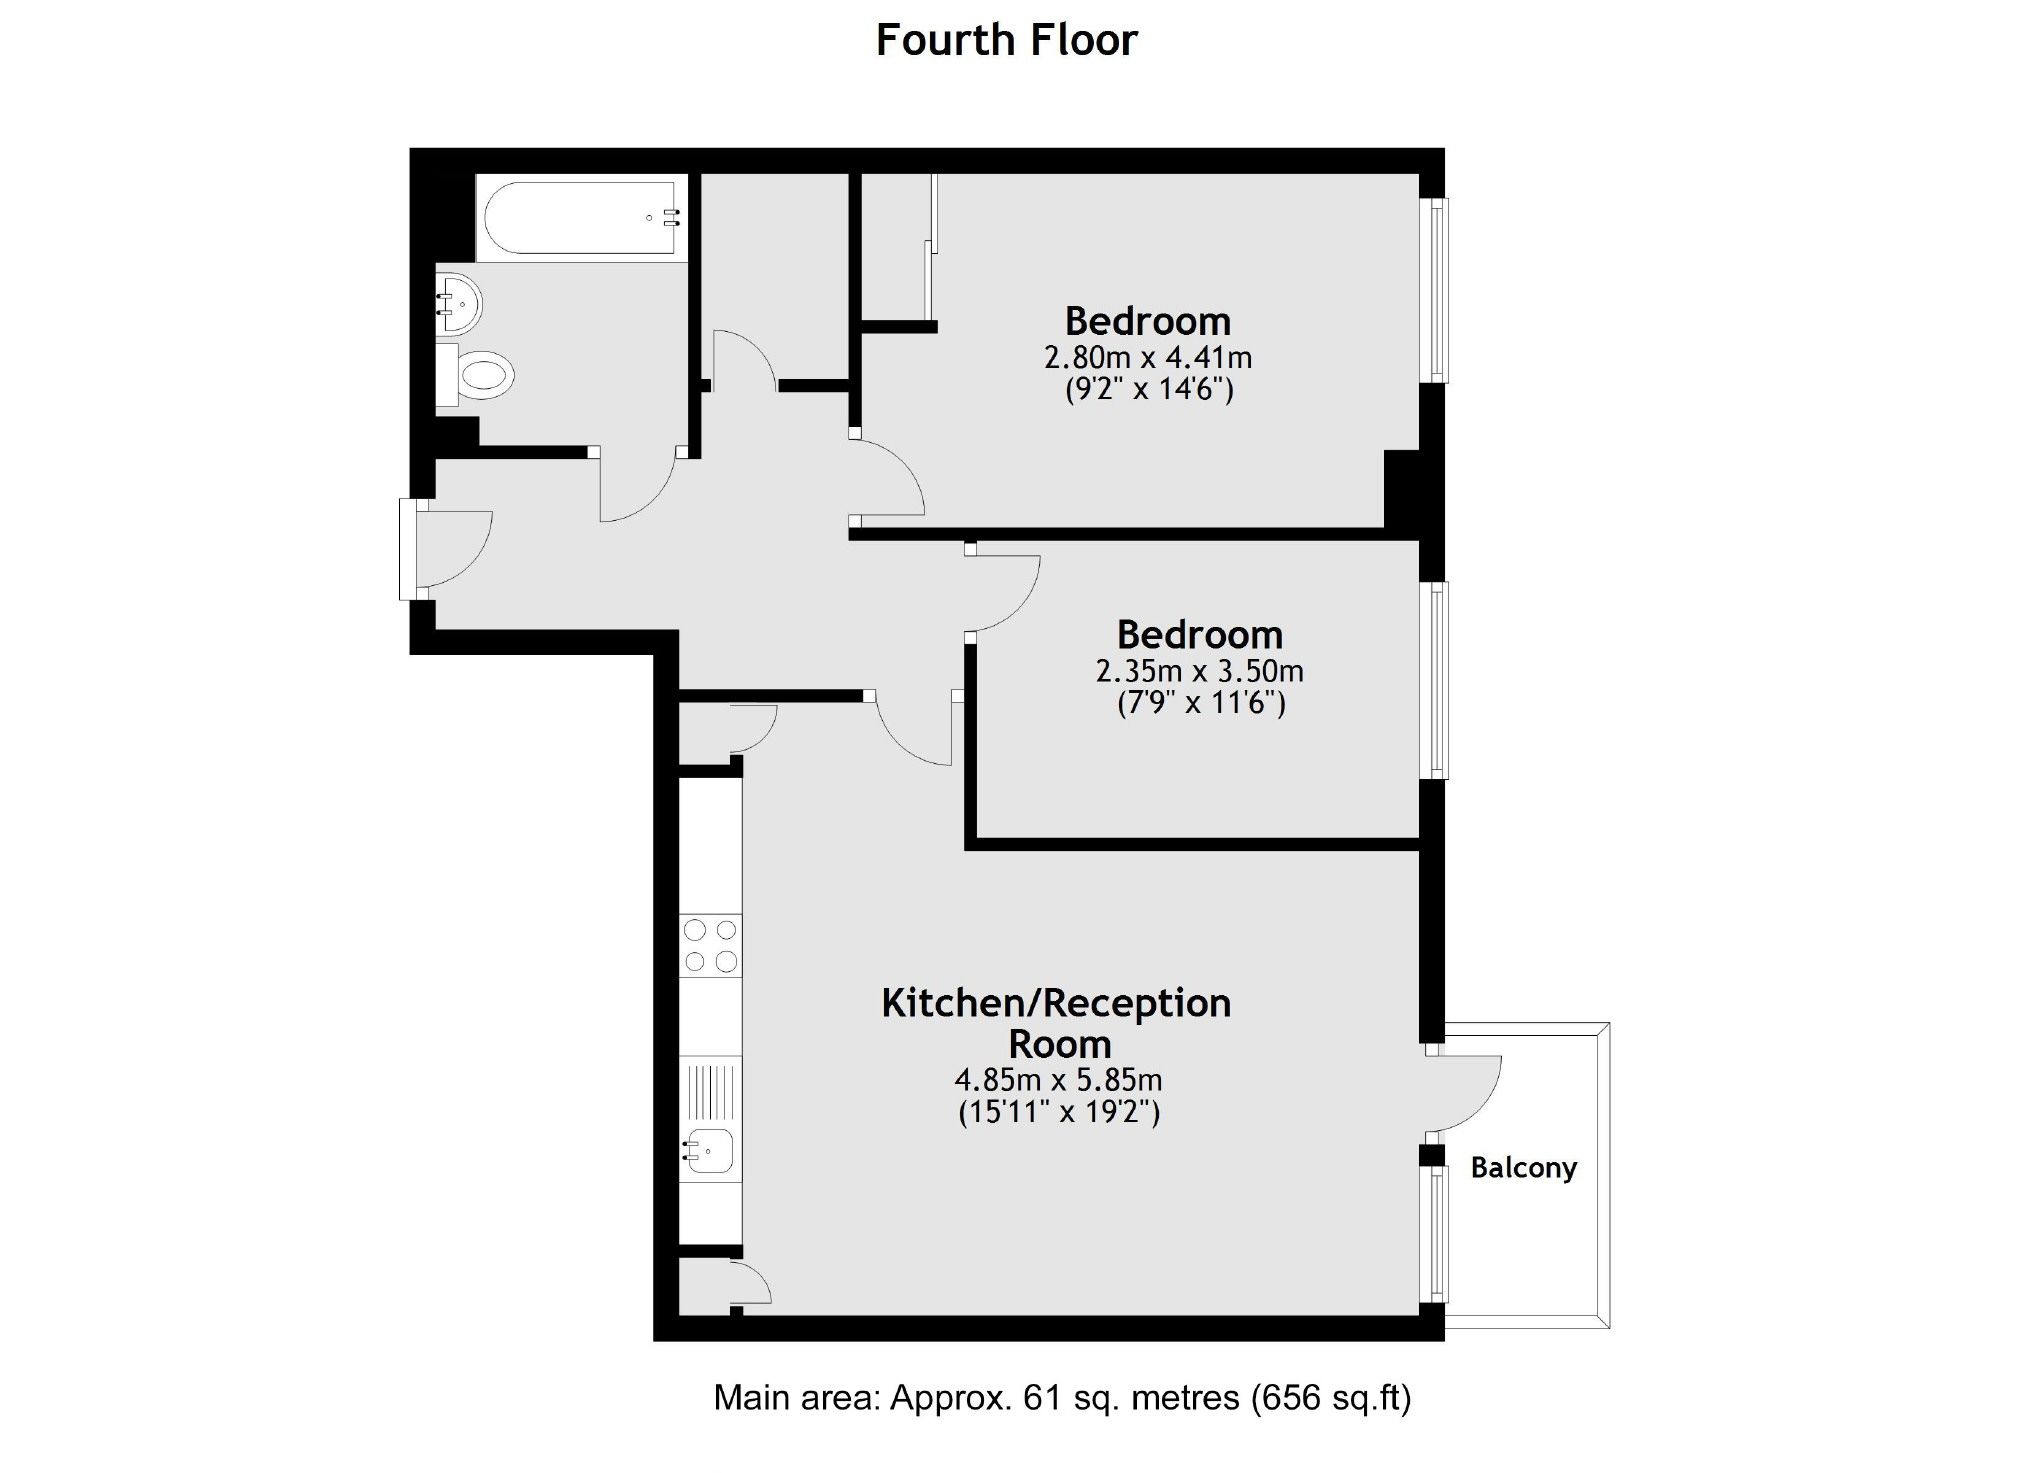 Fourth Floor
Bedroom
2.80m x 4.41m
(9'2" x 14'6")
Bedroom
2.35m x 3.50m
(7'9" x 11'6")
Kitchen/Reception
Room
4.85m x 5.85m
(15'11" x 19'2")
Balcony
Main area: Approx. 61 sq. metres (656 sq.ft)